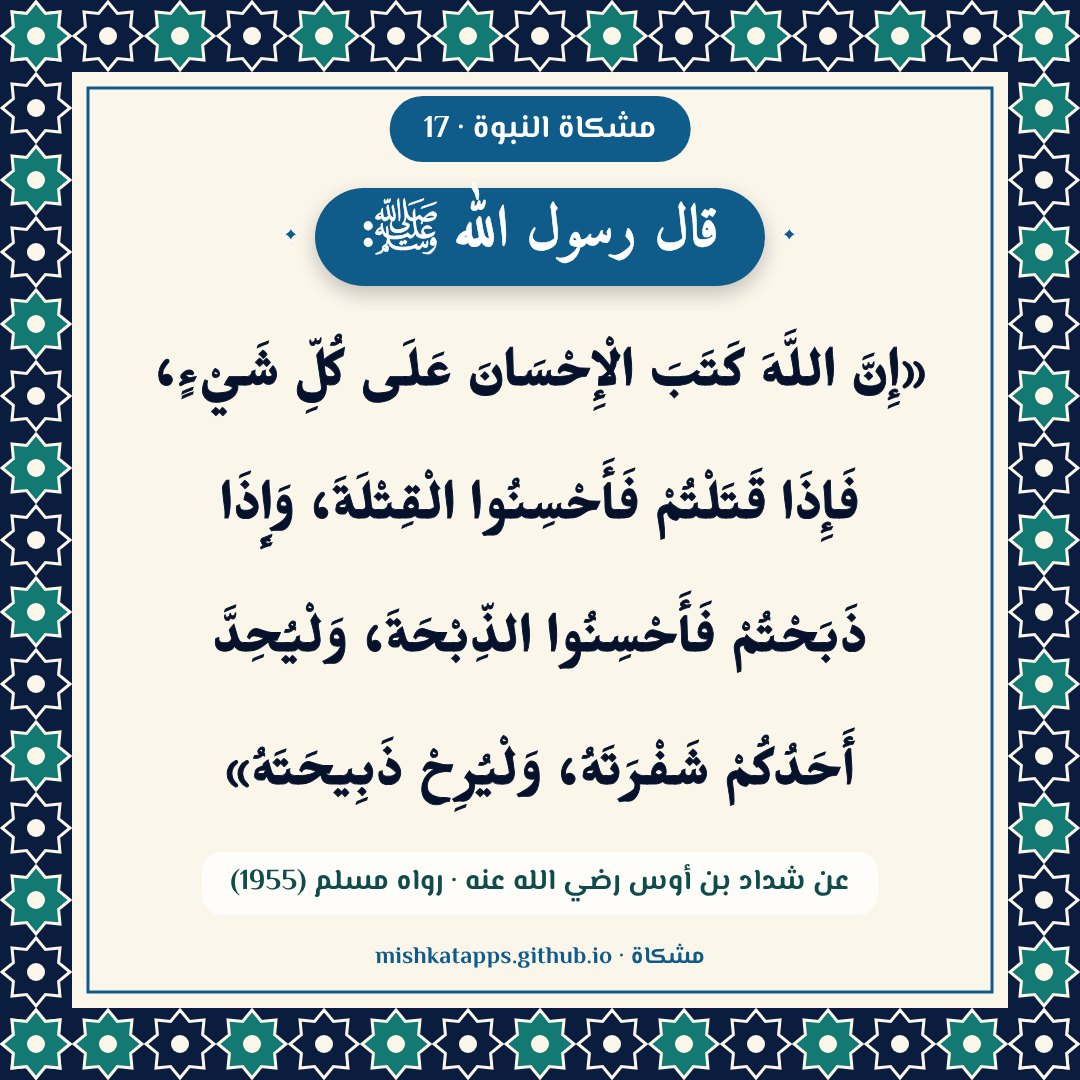 مشكاة النبوة · 17
قال رسول الله ﷺ:
«إِنَّ اللَّهَ كَتَبَ الْإِحْسَانَ عَلَى كُلِّ شَيْءٍ،
فَإِذَا قَتَلْتُمْ فَأَحْسِنُوا الْقِتْلَةَ، وَإِذَا
ذَبَحْتُمْ فَأَحْسِنُوا الذِّبْحَةَ، وَلْيُحِدَّ
أَحَدُكُمْ شَفْرَتَهُ، وَلْيُرِحْ ذَبِيحَتَهُ»
عن شداد بن أوس رضي الله عنه · رواه مسلم (1955)
مشكاة · mishkatapps.github.io